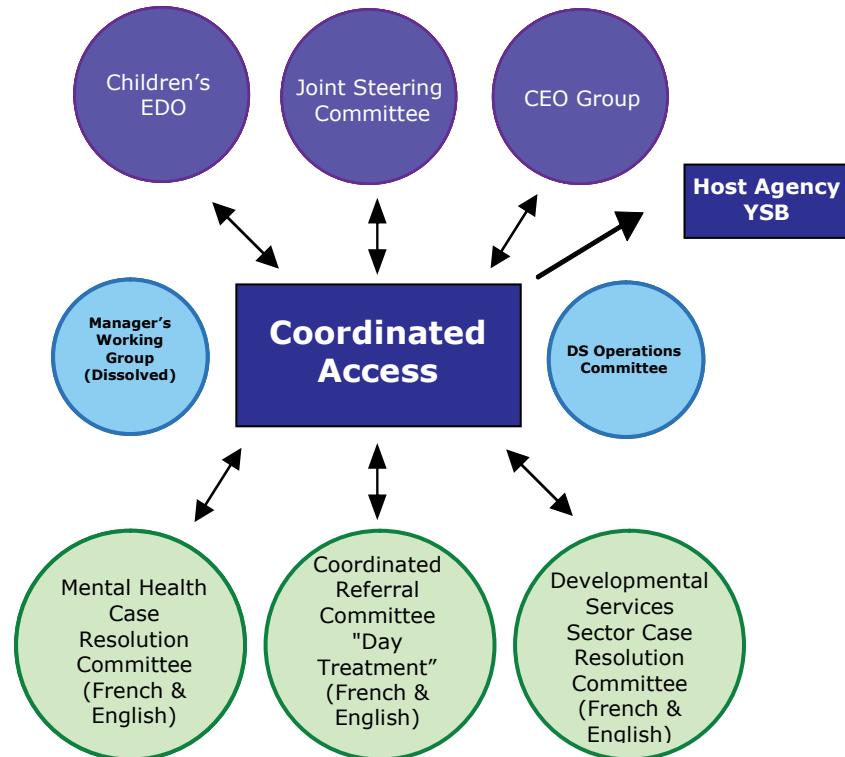 Children’s
EDO
Joint Steering
Committee
CEO Group
Host Agency
YSB
Manager’s
Working
Group
(Dissolved)
Coordinated
Access
DS Operations
Committee
Mental Health
Case
Resolution
Committee
(French &
English)
Coordinated
Referral
Committee
"Day
Treatment”
(French &
English)
Developmental
Services
Sector Case
Resolution
Committee
(French &
English)